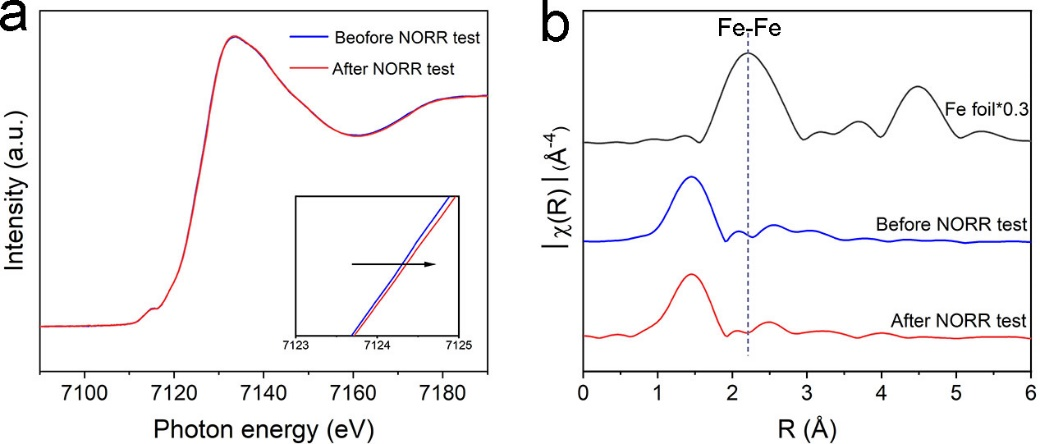 a
Intensity (a.u.)
Beofore NORR test
After NORR test
7123 7124 7125
7100 7120 7140 7160 7180
Photon energy (eV)
b
|χ(R)| (Å⁻⁴)
Fe-Fe
Fe foil*0.3
Before NORR test
After NORR test
0 1 2 3 4 5 6
R (Å)